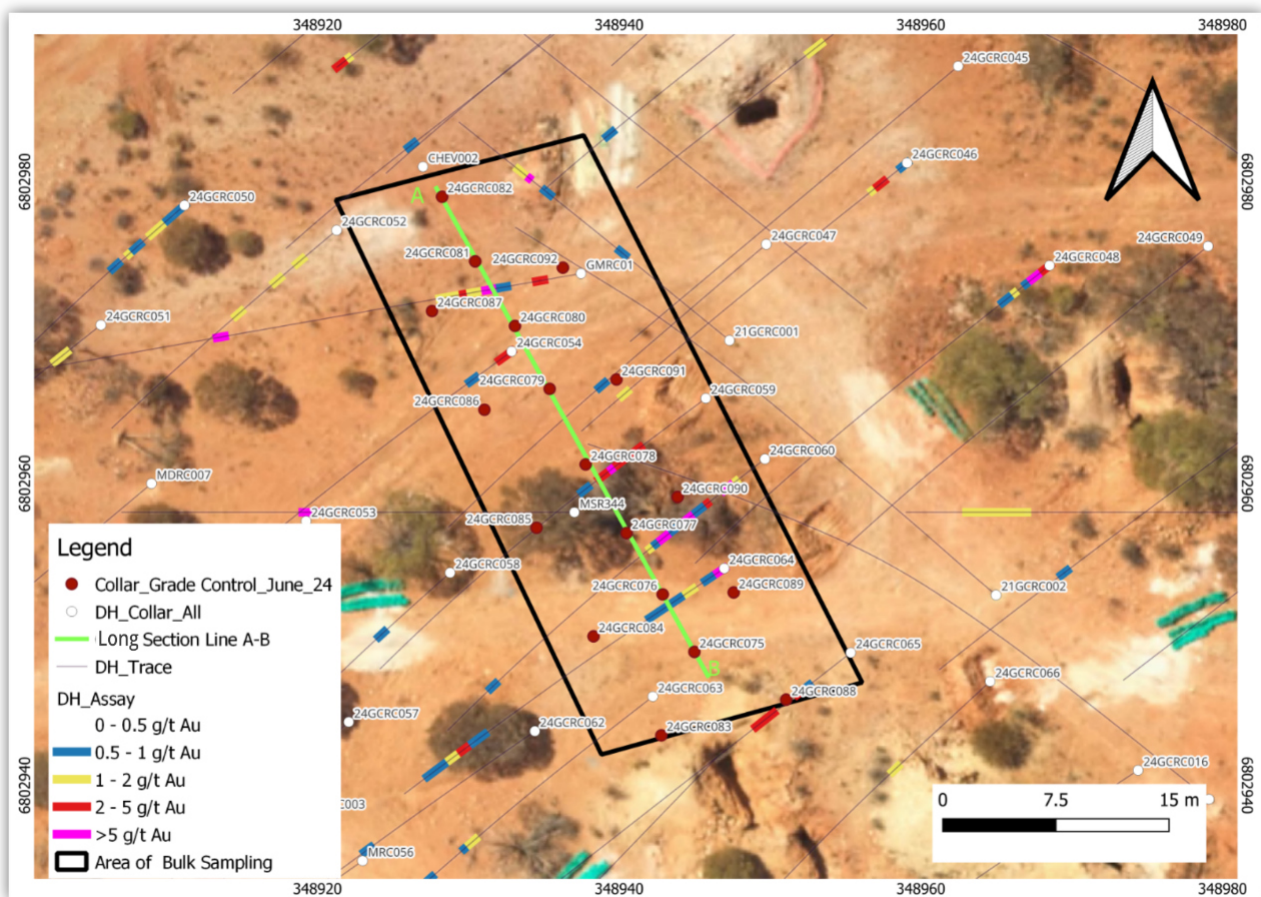 348920 348940 348960 348980
24GCRC045
CHEV002
24GCRC046
6802980
6802980
24GCRC050
A
24GCRC082
24GCRC052
24GCRC047
24GCRC049
24GCRC081
24GCRC092
GMRC01
24GCRC048
24GCRC087
24GCRC051
24GCRC080
21GCRC001
24GCRC054
24GCRC079
24GCRC091
24GCRC059
24GCRC086
24GCRC078
24GCRC060
MDRC007
6802960
6802960
24GCRC090
MSR344
24GCRC053
24GCRC085
24GCRC077
24GCRC058
24GCRC064
24GCRC076
24GCRC089
21GCRC002
24GCRC084
24GCRC075
24GCRC065
B
24GCRC066
24GCRC063
24GCRC088
24GCRC057
24GCRC062
24GCRC083
24GCRC016
6802940
6802940
:C003
MRC056
Legend
Collar_Grade Control_June_24
DH_Collar_All
Long Section Line A-B
DH_Trace
DH_Assay
0 - 0.5 g/t Au
0.5 - 1 g/t Au
1 - 2 g/t Au
2 - 5 g/t Au
>5 g/t Au
Area of Bulk Sampling
0 7.5 15 m
348920 348940 348960 348980